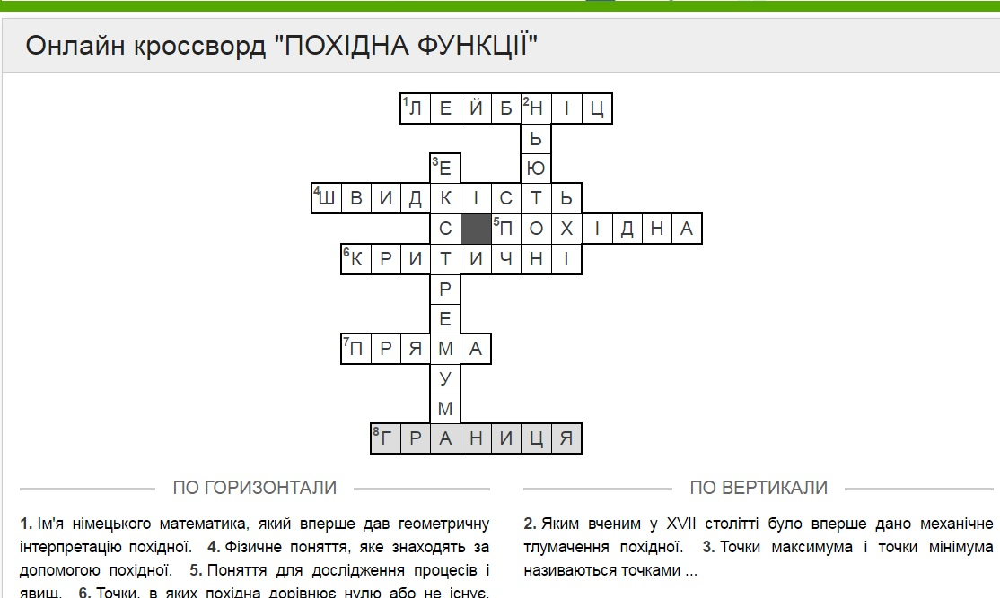 Онлайн кроссворд "ПОХІДНА ФУНКЦІЇ"
1Л Е Й Б 2Н І Ц
Ь
3Е Ю
4Ш В И Д К І С Т Ь
С 5П О Х І Д Н А
6К Р И Т И Ч Н І
Р
Е
7П Р Я М А
У
М
8Г Р А Н И Ц Я
ПО ГОРИЗОНТАЛИ
1. Ім'я німецького математика, який вперше дав геометричну
інтерпретацію похідної. 4. Фізичне поняття, яке знаходять за
допомогою похідної. 5. Поняття для дослідження процесів і
явищ. 6. Точки, в яких похідна дорівнює нулю або не існує,
ПО ВЕРТИКАЛИ
2. Яким вченим у XVII столітті було вперше дано механічне
тлумачення похідної. 3. Точки максимума і точки мінімума
називаються точками ...